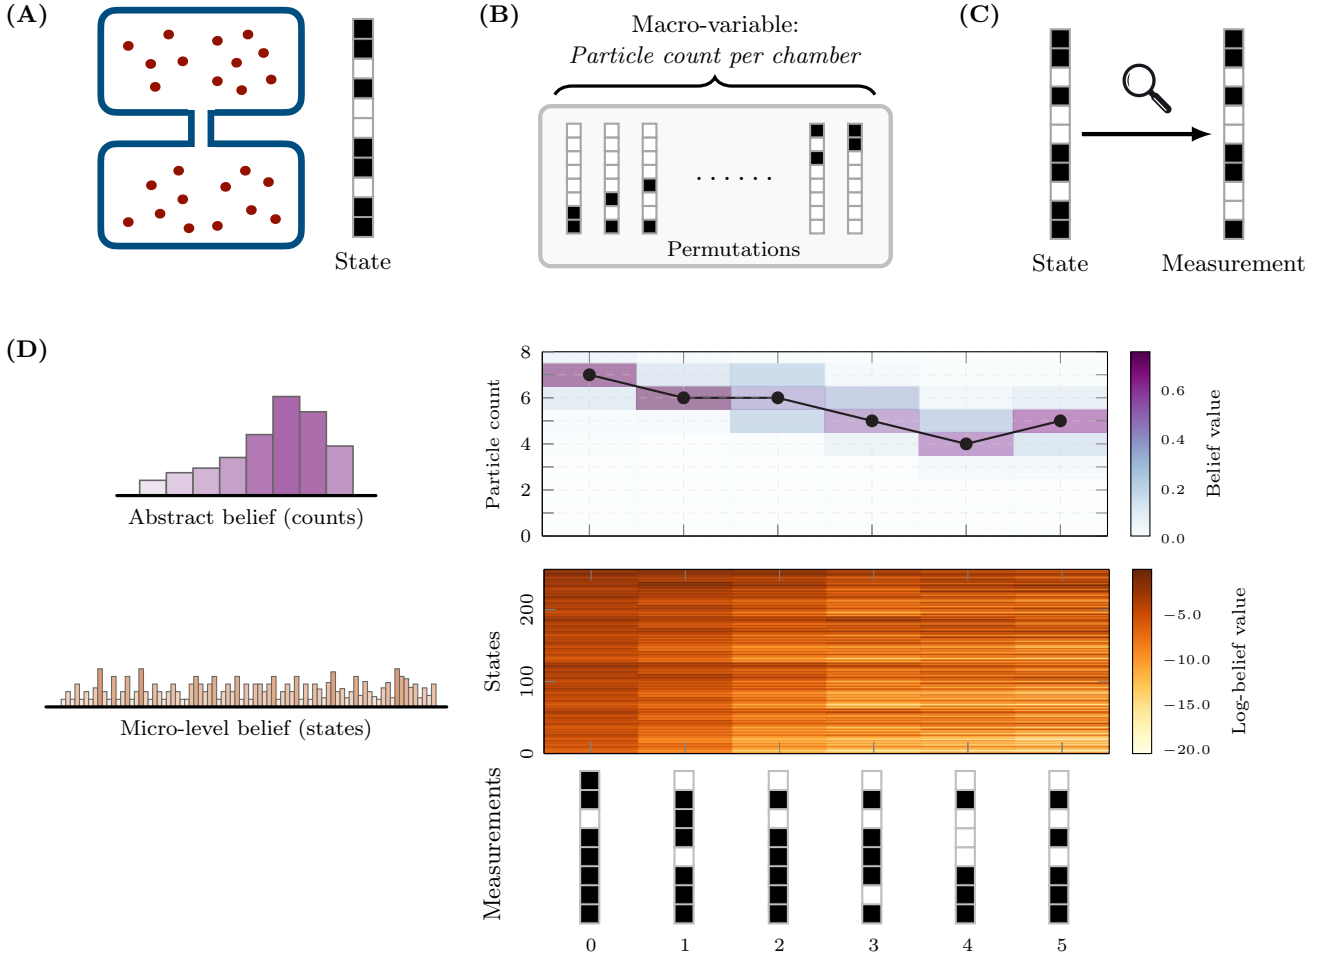 (A)
State
(B)
Macro-variable:
Particle count per chamber
......
Permutations
(C)
State
Measurement
(D)
Abstract belief (counts)
Micro-level belief (states)
Particle count
8
6
4
2
0
0.6
0.4
0.2
0.0
Belief value
States
200
100
0
−5.0
−10.0
−15.0
−20.0
Log-belief value
Measurements
0 1 2 3 4 5